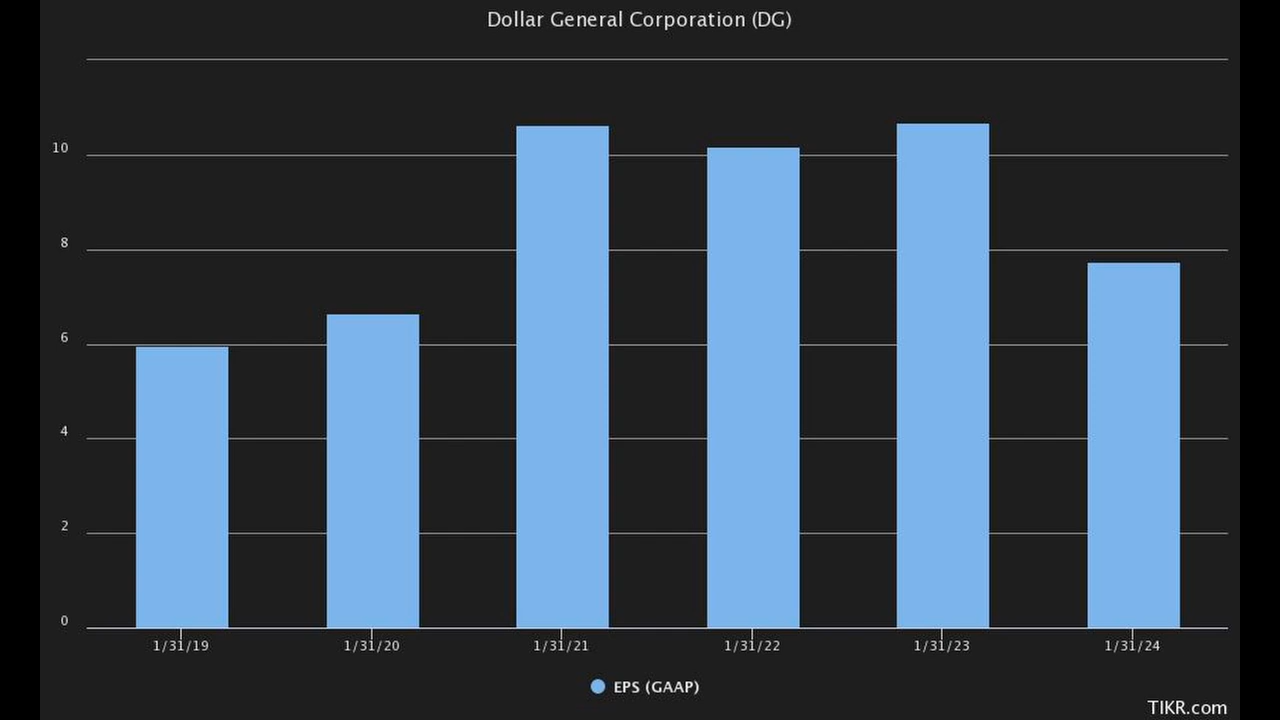 Dollar General Corporation (DG)
10
8
6
4
2
0
1/31/19 1/31/20 1/31/21 1/31/22 1/31/23 1/31/24
EPS (GAAP)
TIKR.com